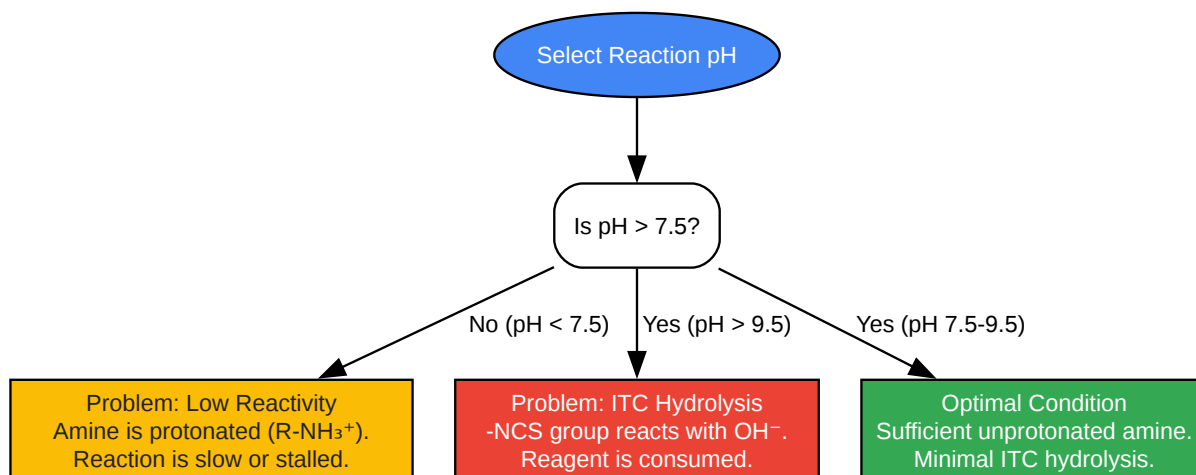 Select Reaction pH
Is pH > 7.5?
No (pH < 7.5)
Yes (pH > 9.5)
Yes (pH 7.5-9.5)
Problem: Low Reactivity
Amine is protonated (R-NH₃⁺).
Reaction is slow or stalled.
Problem: ITC Hydrolysis
-NCS group reacts with OH⁻.
Reagent is consumed.
Optimal Condition
Sufficient unprotonated amine.
Minimal ITC hydrolysis.